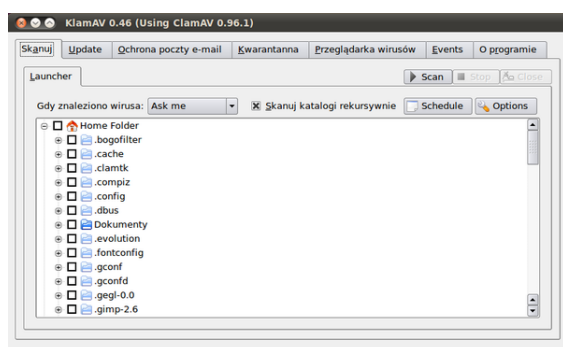 KlamAV 0.46 (Using ClamAV 0.96.1)
Skanuj Update Ochrona poczty e-mail Kwarantanna Przeglądarka wirusów Events O programie
Launcher Scan Stop Close
Gdy znaleziono wirusa: Ask me Skanuj katalogi rekursywnie Schedule Options
Home Folder
.bogofilter
.cache
.clamtk
.compiz
.config
.dbus
Dokumenty
.evolution
.fontconfig
.gconf
.gconfd
.gegl-0.0
.gimp-2.6